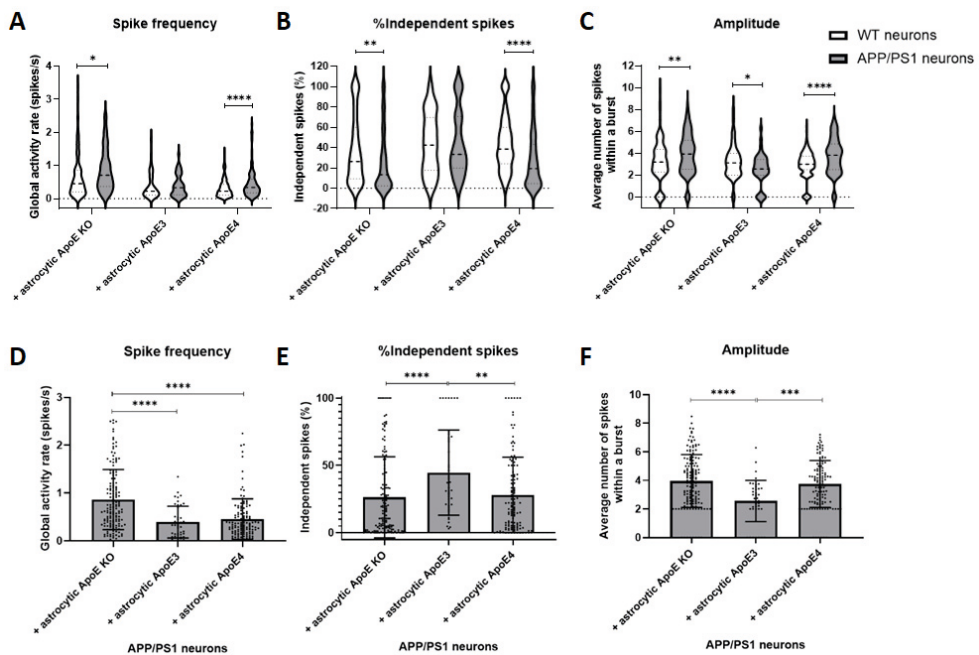 A
Spike frequency
Global activity rate (spikes/s)
4
3
2
1
0
*
****
+ astrocytic ApoE KO
+ astrocytic ApoE3
+ astrocytic ApoE4
B
%Independent spikes
Independent spikes (%)
120
100
80
60
40
20
0
-20
**
****
+ astrocytic ApoE KO
+ astrocytic ApoE3
+ astrocytic ApoE4
C
Amplitude
Average number of spikes
within a burst
12
10
8
6
4
2
0
**
*
****
+ astrocytic ApoE KO
+ astrocytic ApoE3
+ astrocytic ApoE4
WT neurons
APP/PS1 neurons
D
Spike frequency
Global activity rate (spikes/s)
3
2
1
0
****
****
+ astrocytic ApoE KO
+ astrocytic ApoE3
+ astrocytic ApoE4
APP/PS1 neurons
E
%Independent spikes
Independent spikes (%)
100
50
0
****
**
+ astrocytic ApoE KO
+ astrocytic ApoE3
+ astrocytic ApoE4
APP/PS1 neurons
F
Amplitude
Average number of spikes
within a burst
10
8
6
4
2
0
****
***
+ astrocytic ApoE KO
+ astrocytic ApoE3
+ astrocytic ApoE4
APP/PS1 neurons